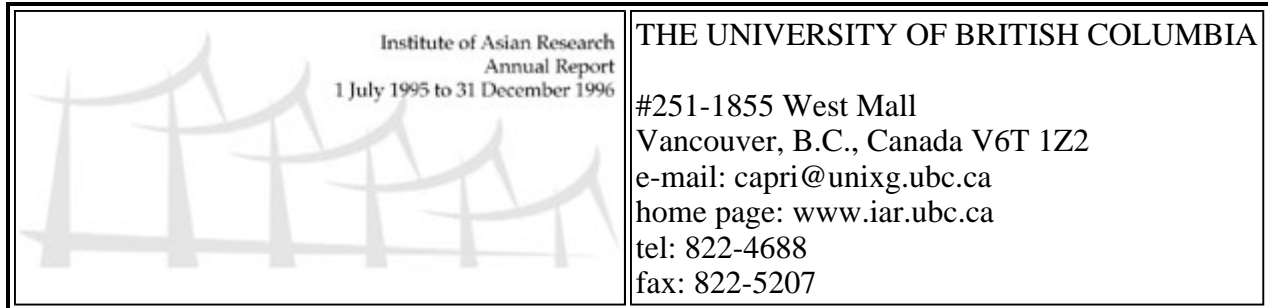 Institute of Asian Research
Annual Report
1 July 1995 to 31 December 1996
THE UNIVERSITY OF BRITISH COLUMBIA
#251-1855 West Mall
Vancouver, B.C., Canada V6T 1Z2
e-mail: capri@unixg.ubc.ca
home page: www.iar.ubc.ca
tel: 822-4688
fax: 822-5207